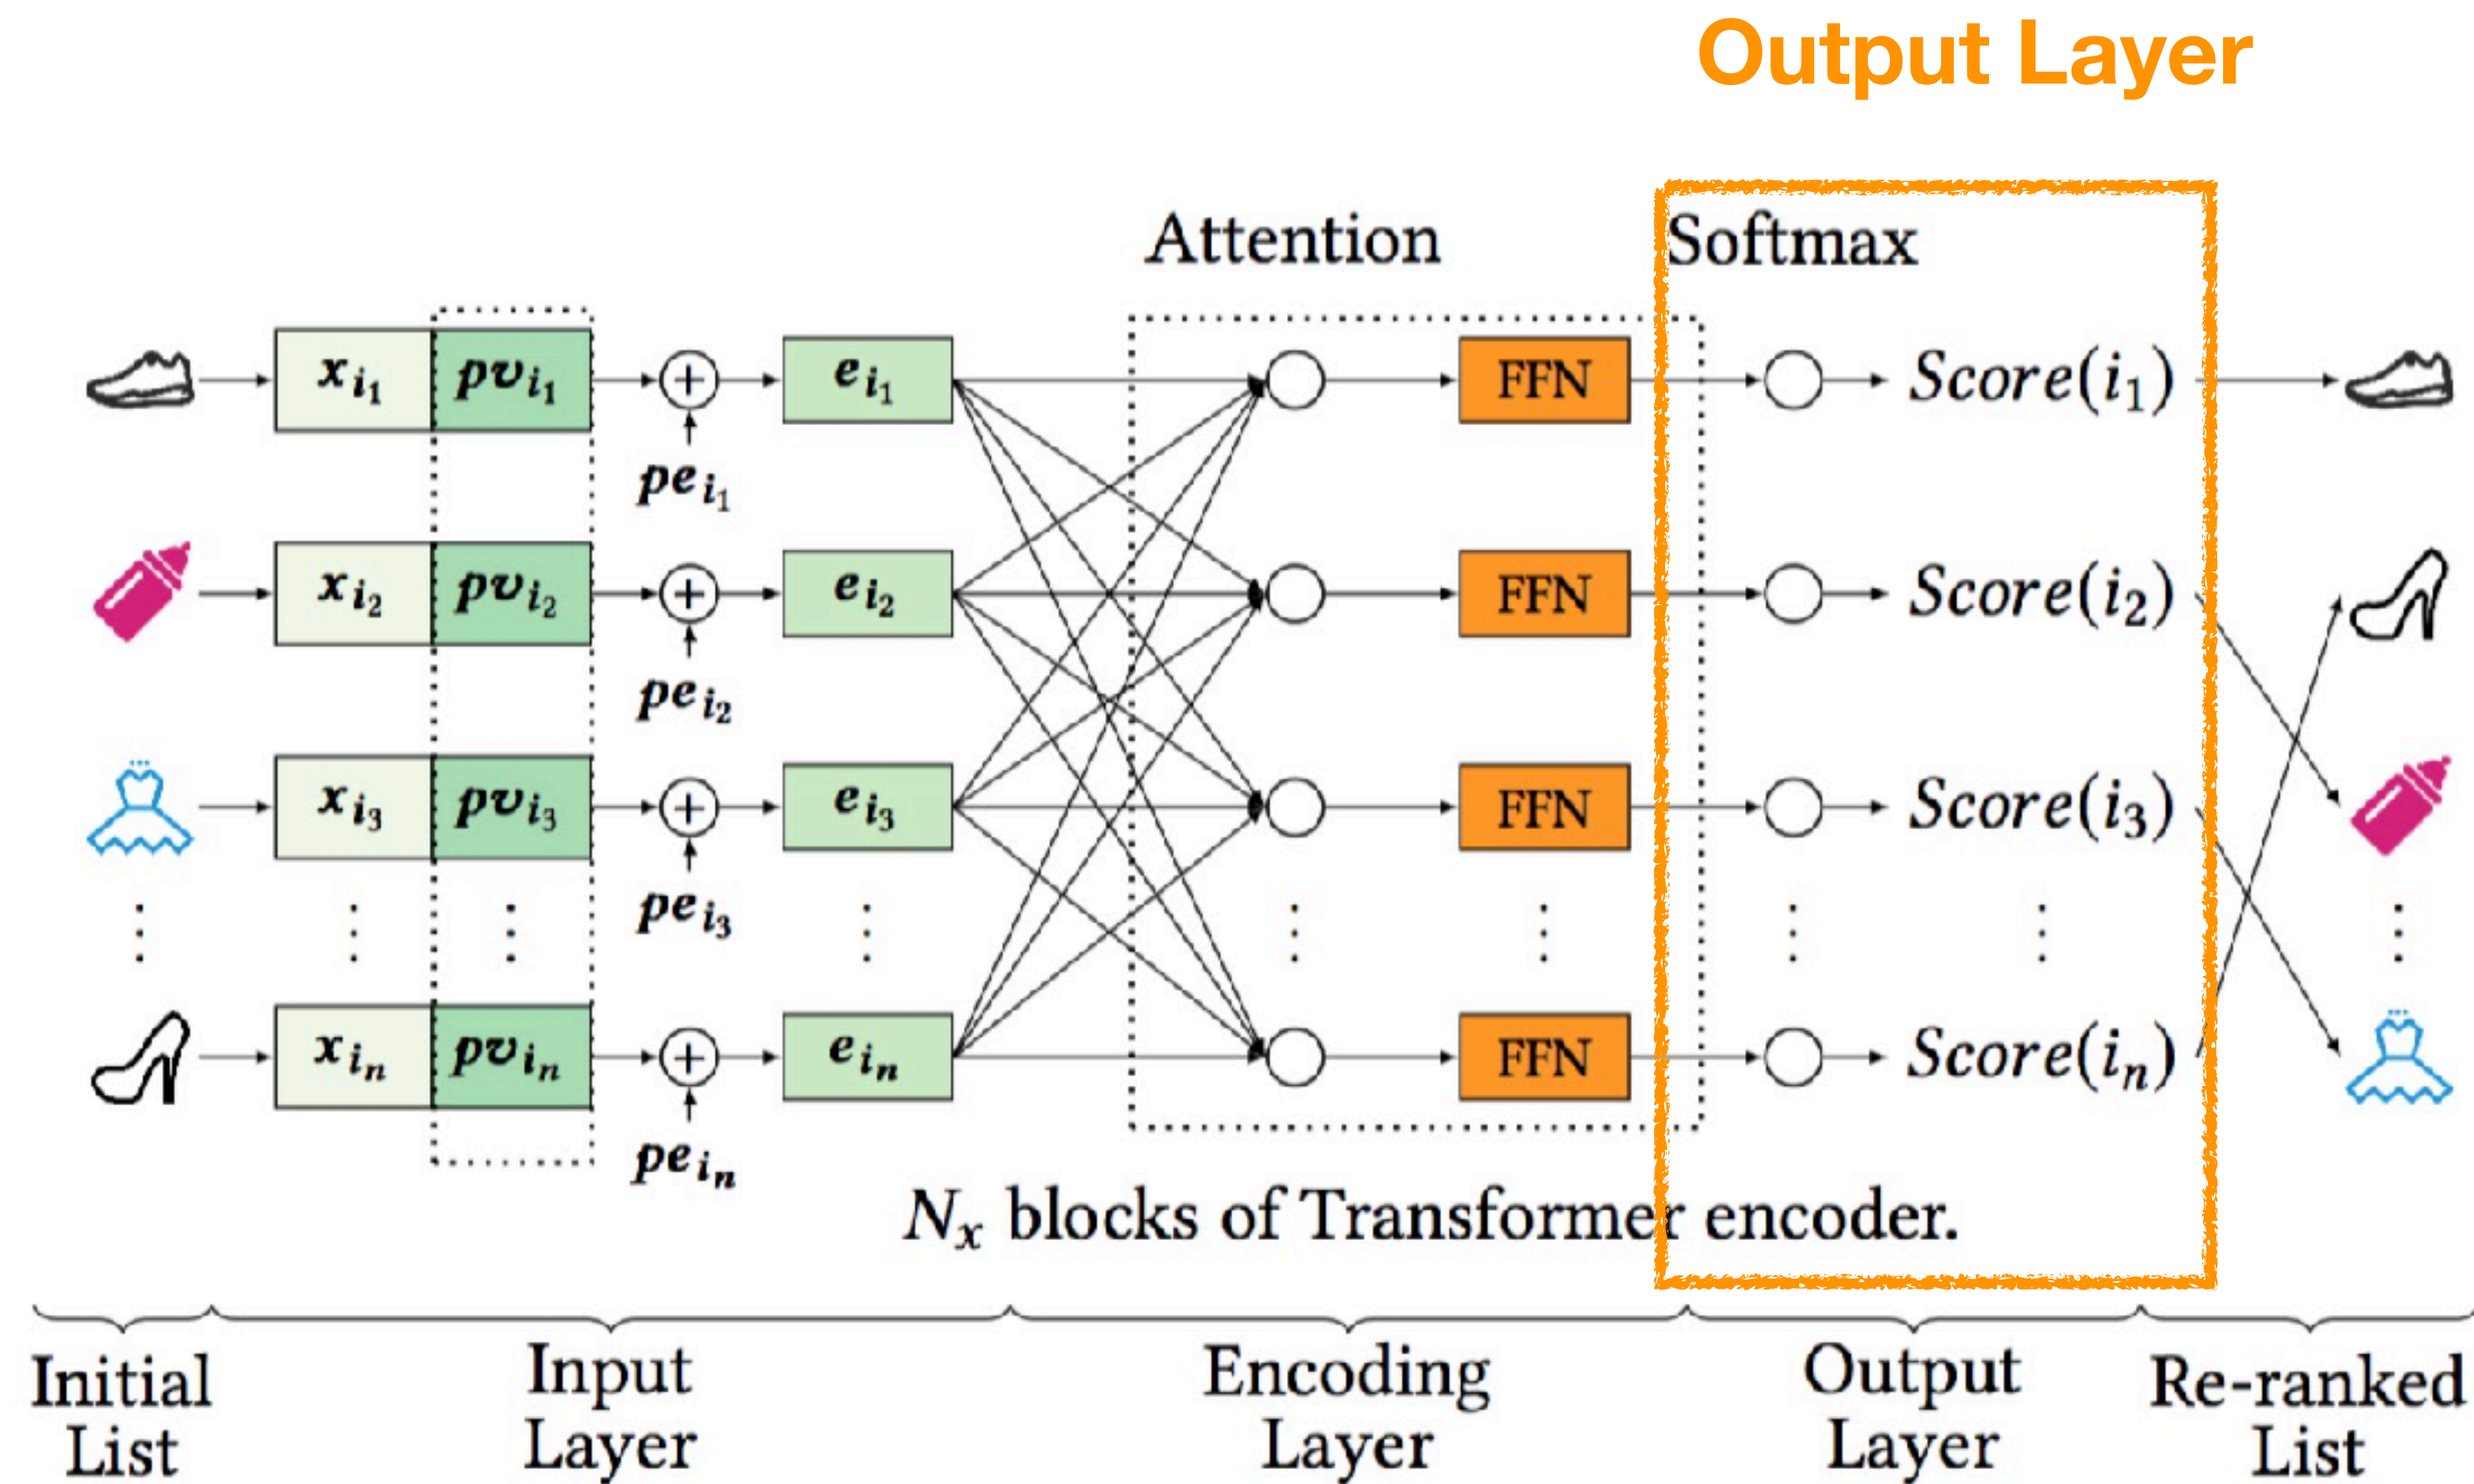 Output Layer
Attention Softmax
x_{i_1} pv_{i_1} + e_{i_1} FFN Score(i_1)
pe_{i_1}
x_{i_2} pv_{i_2} + e_{i_2} FFN Score(i_2)
pe_{i_2}
x_{i_3} pv_{i_3} + e_{i_3} FFN Score(i_3)
pe_{i_3}
x_{i_n} pv_{i_n} + e_{i_n} FFN Score(i_n)
pe_{i_n}
N_x blocks of Transformer encoder.
Initial List
Input Layer
Encoding Layer
Output Layer
Re-ranked List